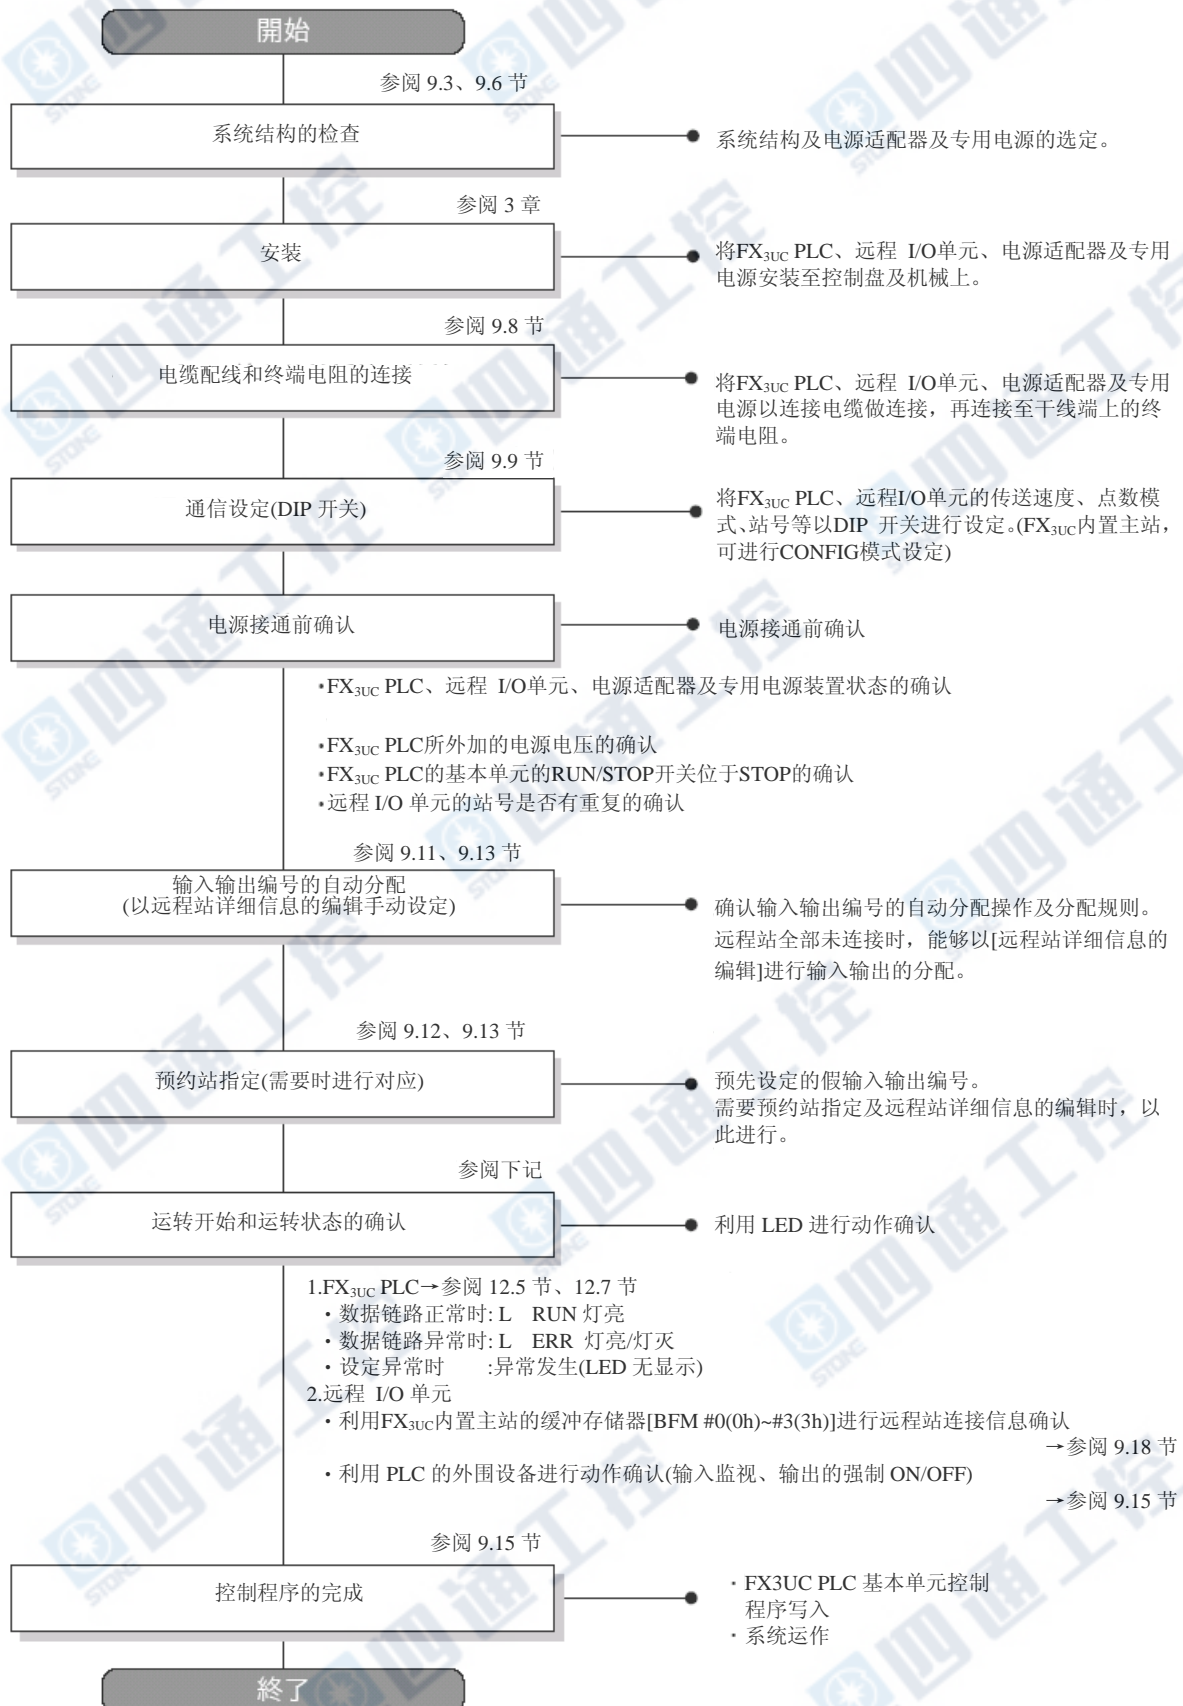 開始
参阅 9.3、9.6 节
系统结构的检查
系统结构及电源适配器及专用电源的选定。
参阅 3 章
安装
将FX3UC PLC、远程 I/O单元、电源适配器及专用
电源安装至控制盘及机械上。
参阅 9.8 节
电缆配线和终端电阻的连接
将FX3UC PLC、远程 I/O单元、电源适配器及专用
电源以连接电缆做连接，再连接至干线端上的终
端电阻。
参阅 9.9 节
通信设定(DIP 开关)
将FX3UC PLC、远程I/O单元的传送速度、点数模
式、站号等以DIP 开关进行设定。(FX3UC内置主站，
可进行CONFIG模式设定)
电源接通前确认
电源接通前确认
•FX3UC PLC、远程 I/O单元、电源适配器及专用电源装置状态的确认
•FX3UC PLC所外加的电源电压的确认
•FX3UC PLC的基本单元的RUN/STOP开关位于STOP的确认
•远程 I/O 单元的站号是否有重复的确认
参阅 9.11、9.13 节
输入输出编号的自动分配
(以远程站详细信息的编辑手动设定)
确认输入输出编号的自动分配操作及分配规则。
远程站全部未连接时，能够以[远程站详细信息的
编辑]进行输入输出的分配。
参阅 9.12、9.13 节
预约站指定(需要时进行对应)
预先设定的假输入输出编号。
需要预约站指定及远程站详细信息的编辑时，以
此进行。
参阅下记
运转开始和运转状态的确认
利用 LED 进行动作确认
1.FX3UC PLC→参阅 12.5 节、12.7 节
・数据链路正常时: L RUN 灯亮
・数据链路异常时: L ERR 灯亮/灯灭
・设定异常时 :异常发生(LED 无显示)
2.远程 I/O 单元
・利用FX3UC内置主站的缓冲存储器[BFM #0(0h)~#3(3h)]进行远程站连接信息确认
→参阅 9.18 节
・利用 PLC 的外围设备进行动作确认(输入监视、输出的强制 ON/OFF)
→参阅 9.15 节
参阅 9.15 节
控制程序的完成
・FX3UC PLC 基本单元控制
程序写入
・系统运作
終了
四通工控
STONE